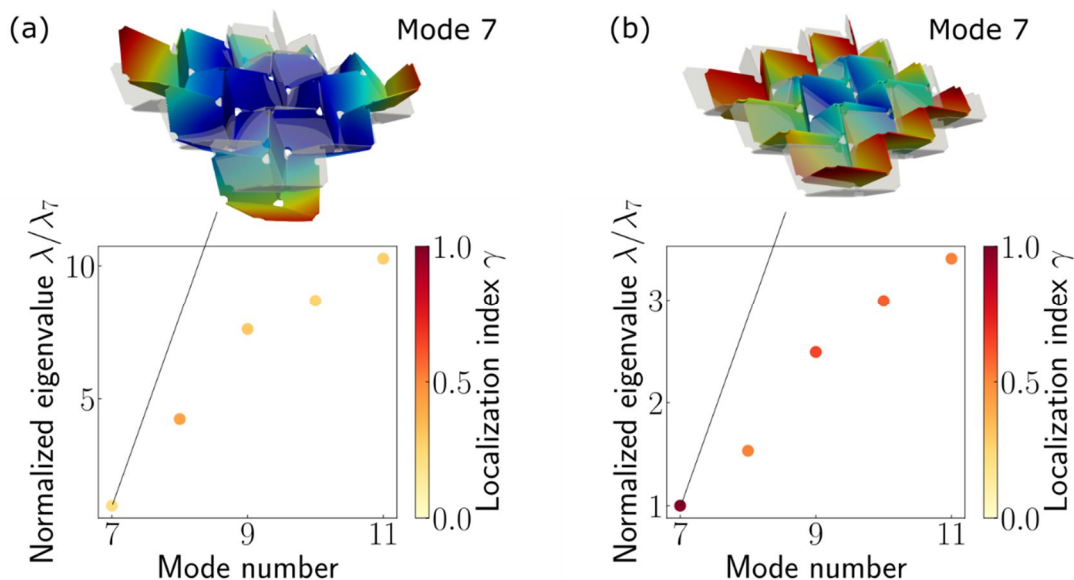 (a)
Mode 7
Normalized eigenvalue λ/λ7
10
5
7
9
11
Mode number
1.0
0.5
0.0
Localization index γ
(b)
Mode 7
Normalized eigenvalue λ/λ7
3
2
1
7
9
11
Mode number
1.0
0.5
0.0
Localization index γ